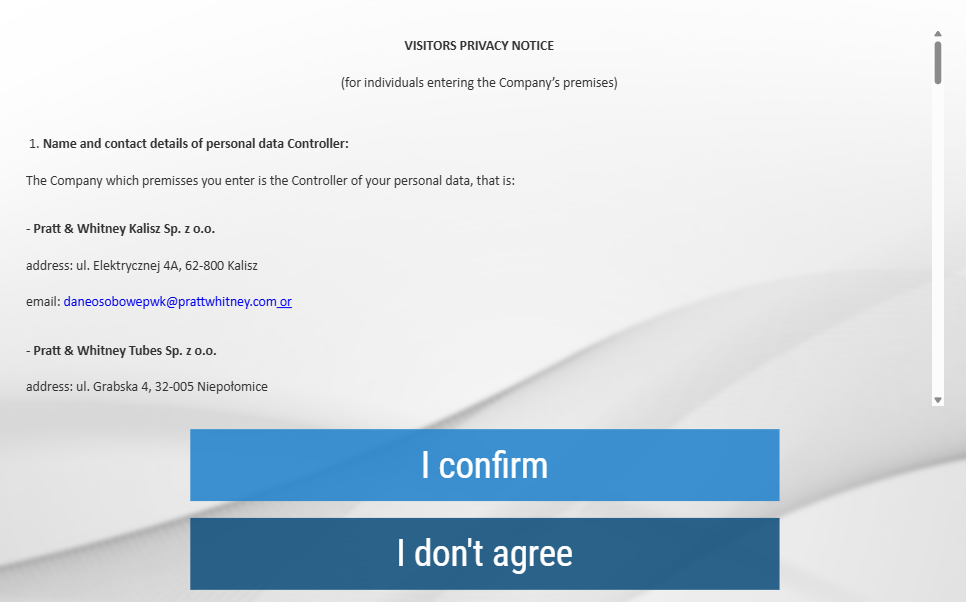 VISITORS PRIVACY NOTICE
(for individuals entering the Company’s premises)
1. Name and contact details of personal data Controller:
The Company which premisses you enter is the Controller of your personal data, that is:
- Pratt & Whitney Kalisz Sp. z o.o.
address: ul. Elektrycznej 4A, 62-800 Kalisz
email: daneosobowepwk@prattwhitney.com or
- Pratt & Whitney Tubes Sp. z o.o.
address: ul. Grabska 4, 32-005 Niepołomice
I confirm
I don't agree